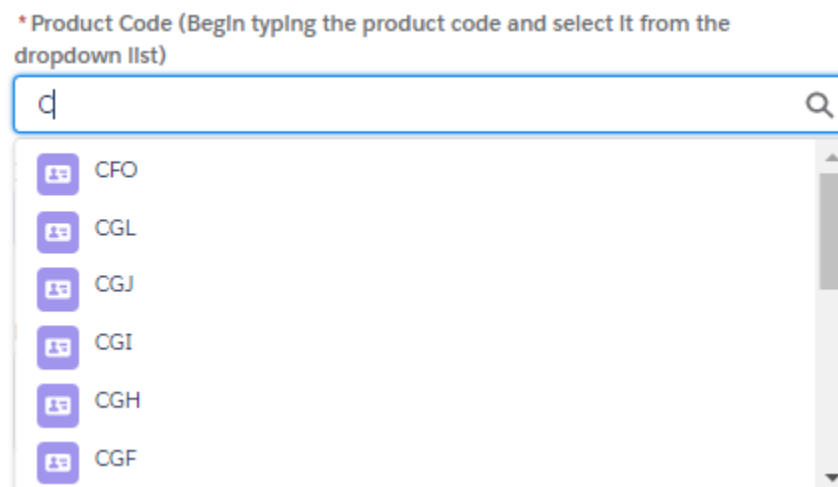 *Product Code (Begin typing the product code and select it from the
dropdown list)
C
CFO
CGL
CGJ
CGI
CGH
CGF